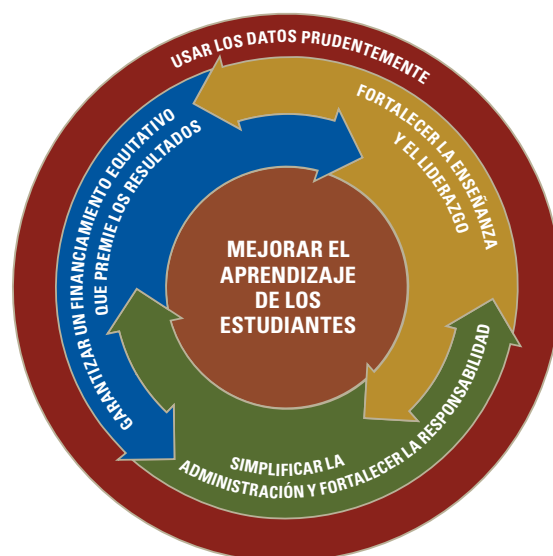 USAR LOS DATOS PRUDENTEMENTE
FORTALECER LA ENSEÑANZA
Y EL LIDERAZGO
GARANTIZAR UN FINANCIAMIENTO EQUITATIVO
QUE PREMIE LOS RESULTADOS
MEJORAR EL
APRENDIZAJE
DE LOS
ESTUDIANTES
SIMPLIFICAR LA
ADMINISTRACIÓN Y FORTALECER LA RESPONSABILIDAD